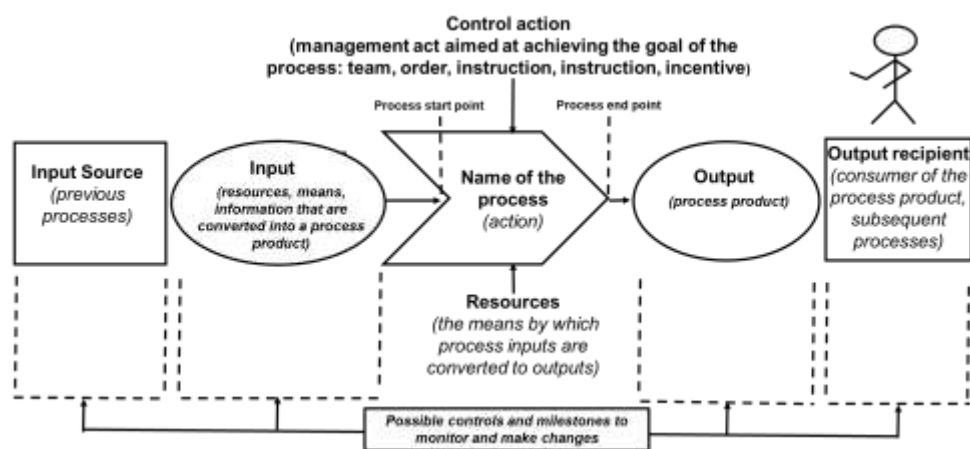 Control action
(management act aimed at achieving the goal of the
process: team, order, instruction, instruction, incentive)
Process start point
Process end point
Input Source
(previous
processes)
Input
(resources, means,
information that are
converted into a process
product)
Name of the
process
(action)
Output
(process product)
Output recipient
(consumer of the
process product,
subsequent
processes)
Resources
(the means by which
process inputs are
converted to outputs)
Possible controls and milestones to
monitor and make changes